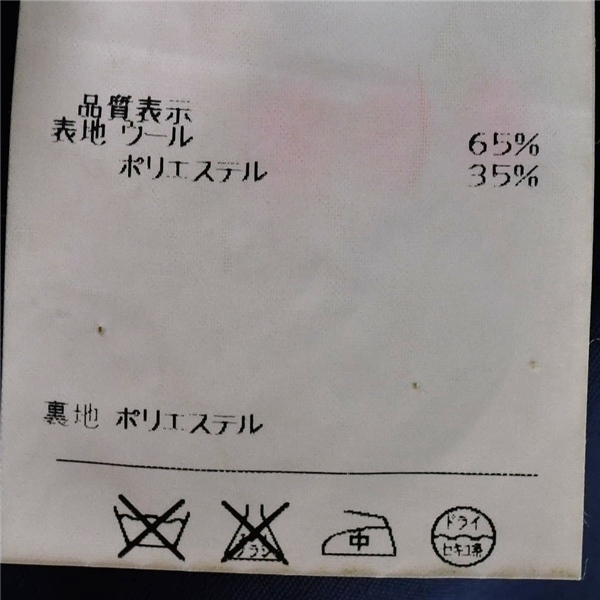 品質表示
表地 ウール 65%
ポリエステル 35%
裏地 ポリエステル
中
ドライ
セキユ系